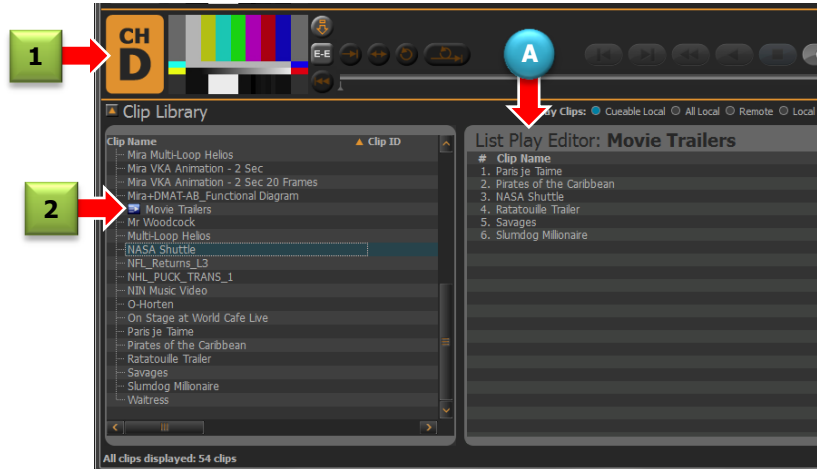 1
CH
D
E-E
A
Clip Library
ay Clips: Cueable Local All Local Remote Local
Clip Name Clip ID
Mira Multi-Loop Helios
Mira VKA Animation - 2 Sec
Mira VKA Animation - 2 Sec 20 Frames
Mira+DMAT-AB_Functional Diagram
2
Movie Trailers
Mr Woodcock
Multi-Loop Helios
NASA Shuttle
NFL_Returns_L3
NHL_PUCK_TRANS_1
NIN Music Video
O-Horten
On Stage at World Cafe Live
Paris je Taime
Pirates of the Caribbean
Ratatouille Trailer
Savages
Slumdog Millionaire
Waitress
All clips displayed: 54 clips
List Play Editor: Movie Trailers
# Clip Name
1. Paris je Taime
2. Pirates of the Caribbean
3. NASA Shuttle
4. Ratatouille Trailer
5. Savages
6. Slumdog Millionaire